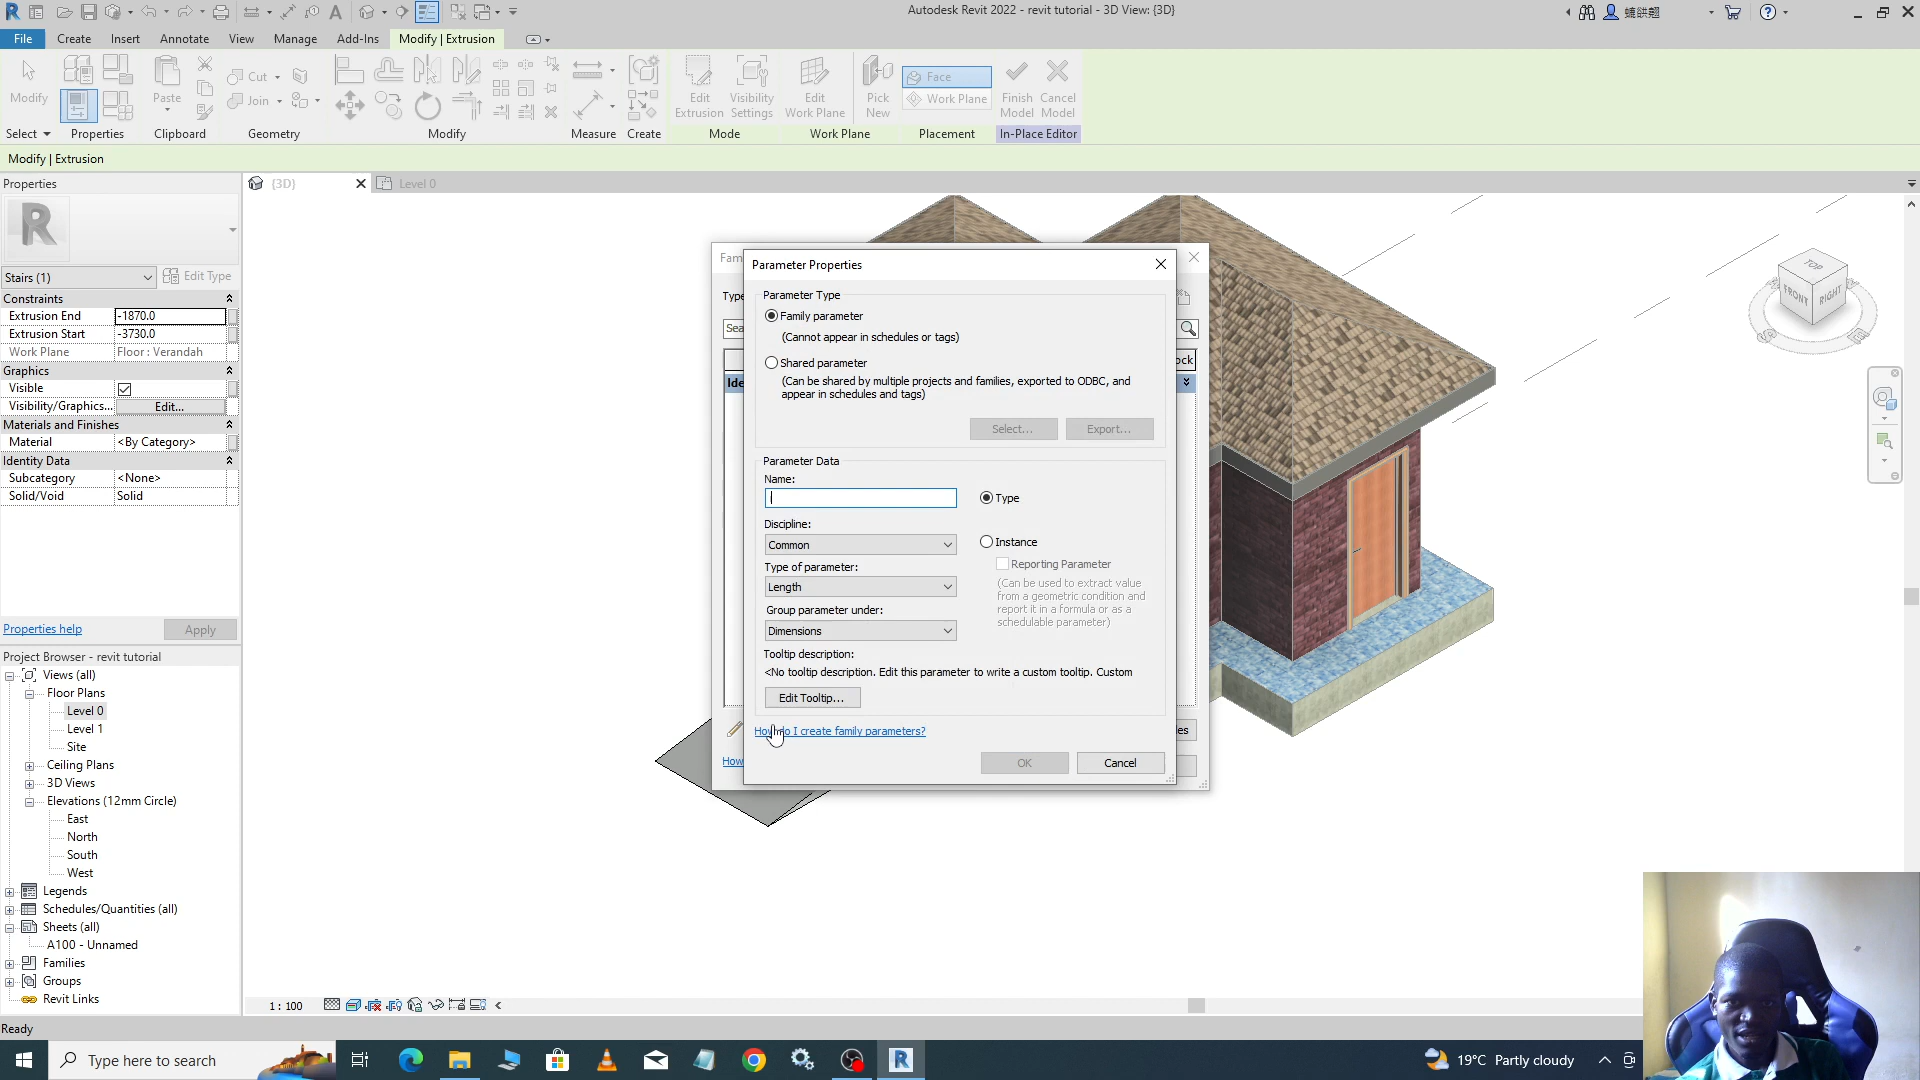 Autodesk Revit 2022 - revit tutorial - 3D View: {3D}
File Create Insert Annotate View Manage Add-Ins Modify | Extrusion
Modify Paste Cut Join Edit Extrusion Visibility Settings Edit Work Plane Pick New Face Work Plane Finish Model Cancel Model
Select Properties Clipboard Geometry Modify Measure Create Mode Work Plane Placement In-Place Editor
Modify | Extrusion
Properties
{3D} Level 0
R
Stairs (1) Edit Type
Constraints
Extrusion End -1870.0
Extrusion Start -3730.0
Work Plane Floor : Verandah
Graphics
Visible
Visibility/Graphics... Edit...
Materials and Finishes
Material <By Category>
Identity Data
Subcategory <None>
Solid/Void Solid
Properties help Apply
Project Browser - revit tutorial
Views (all)
Floor Plans
Level 0
Level 1
Site
Ceiling Plans
3D Views
Elevations (12mm Circle)
East
North
South
West
Legends
Schedules/Quantities (all)
Sheets (all)
A100 - Unnamed
Families
Groups
Revit Links
Fam
Type
Sea
ock
Ide
les
How
Parameter Properties
Parameter Type
Family parameter
(Cannot appear in schedules or tags)
Shared parameter
(Can be shared by multiple projects and families, exported to ODBC, and
appear in schedules and tags)
Select... Export...
Parameter Data
Name:
Type
Discipline:
Common Instance
Reporting Parameter
Type of parameter:
(Can be used to extract value
from a geometric condition and
report it in a formula or as a
schedulable parameter)
Length
Group parameter under:
Dimensions
Tooltip description:
<No tooltip description. Edit this parameter to write a custom tooltip. Custom
Edit Tooltip...
How do I create family parameters?
OK Cancel
TOP
FRONT RIGHT
1 : 100
Ready
Type here to search
19°C Partly cloudy